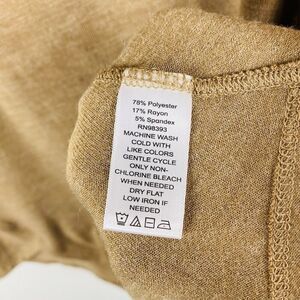 78% Polyester
17% Rayon
5% Spandex
RN98393
MACHINE WASH
COLD WITH
LIKE COLORS
GENTLE CYCLE
ONLY NON-
CHLORINE BLEACH
WHEN NEEDED
DRY FLAT
LOW IRON IF
NEEDED